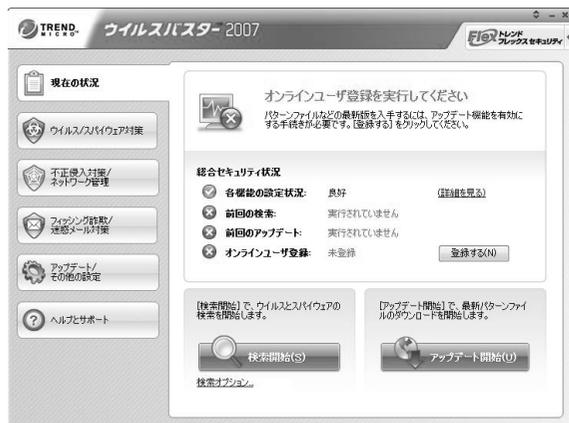 TREND MICRO
ウイルスバスター 2007
Flex トレンド フレックス セキュリティ
現在の状況
ウイルス/スパイウェア対策
不正侵入対策/
ネットワーク管理
フィッシング詐欺/
迷惑メール対策
アップデート/
その他の設定
ヘルプとサポート
オンラインユーザ登録を実行してください
パターンファイルなどの最新版を入手するには、アップデート機能を有効に
する手続きが必要です。[登録する] をクリックしてください。
総合セキュリティ状況
各機能の設定状況: 良好 (詳細を見る)
前回の検索: 実行されていません
前回のアップデート: 実行されていません
オンラインユーザ登録: 未登録 登録する(N)
[検索開始] で、ウイルスとスパイウェアの
検索を開始します。
検索開始(S)
検索オプション...
[アップデート開始] で、最新パターンファイ
ルのダウンロードを開始します。
アップデート開始(U)